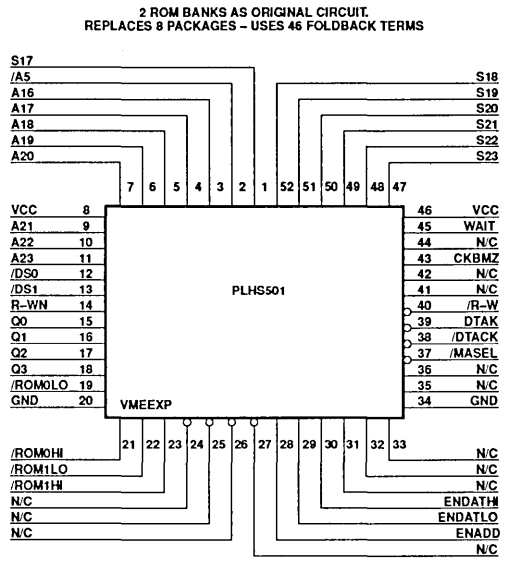 2 ROM BANKS AS ORIGINAL CIRCUIT.
REPLACES 8 PACKAGES – USES 46 FOLDBACK TERMS
S17
/A5
A16
A17
A18
A19
A20
S18
S19
S20
S21
S22
S23
7 6 5 4 3 2 1 52 51 50 49 48 47
VCC 8
A21 9
A22 10
A23 11
/DS0 12
/DS1 13
R–WN 14
Q0 15
Q1 16
Q2 17
Q3 18
/ROM0LO 19
GND 20
PLHS501
VMEEXP
46 VCC
45 WAIT
44 N/C
43 CKBMZ
42 N/C
41 N/C
40 /R–W
39 DTAK
38 /DTACK
37 /MASEL
36 N/C
35 N/C
34 GND
21 22 23 24 25 26 27 28 29 30 31 32 33
/ROM0HI
/ROM1LO
/ROM1HI
N/C
N/C
N/C
N/C
N/C
N/C
ENDATHI
ENDATLO
ENADD
N/C